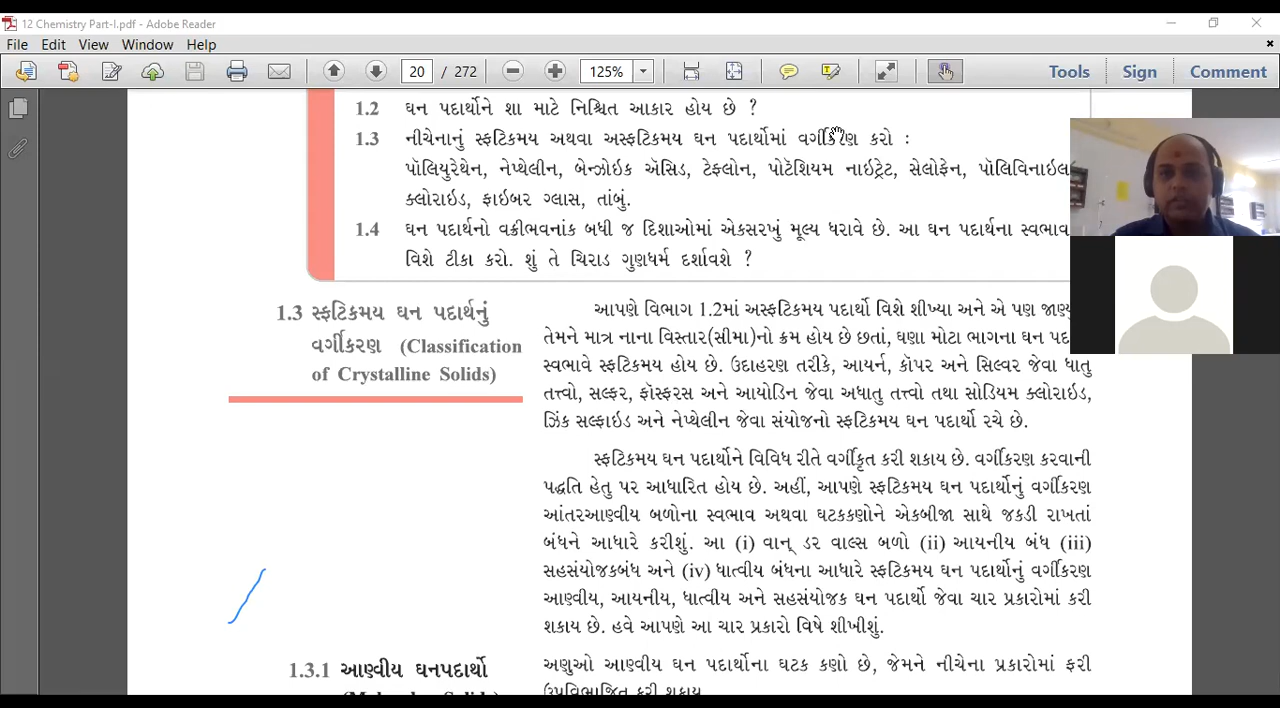 12 Chemistry Part-I.pdf - Adobe Reader
File Edit View Window Help
20 / 272 125% Tools Sign Comment
1.2 ઘન પદાર્થોને શા માટે નિશ્ચિત આકાર હોય છે ?
1.3 નીચેનાનું સ્ફટિકમય અથવા અસ્ફટિકમય ઘન પદાર્થોમાં વર્ગીકરણ કરો :
પૉલિયુરેથેન, નેપ્થેલીન, બેન્ઝોઇક ઍસિડ, ટેફ્લોન, પોટૅશિયમ નાઇટ્રેટ, સેલોફેન, પૉલિવિનાઇલ
ક્લોરાઇડ, ફાઇબર ગ્લાસ, તાંબું.
1.4 ઘન પદાર્થનો વક્રીભવનાંક બધી જ દિશાઓમાં એકસરખું મૂલ્ય ધરાવે છે. આ ઘન પદાર્થના સ્વભાવ
વિશે ટીકા કરો. શું તે ચિરાડ ગુણધર્મ દર્શાવશે ?
1.3 સ્ફટિકમય ઘન પદાર્થનું
વર્ગીકરણ (Classification
of Crystalline Solids)
આપણે વિભાગ 1.2માં અસ્ફટિકમય પદાર્થો વિશે શીખ્યા અને એ પણ
તેમને માત્ર નાના વિસ્તાર(સીમા)નો ક્રમ હોય છે છતાં, ઘણા મોટા ભાગના ઘન
સ્વભાવે સ્ફટિકમય હોય છે. ઉદાહરણ તરીકે, આયર્ન, કૉપર અને સિલ્વર જેવા ધાતુ
તત્ત્વો, સલ્ફર, ફૉસ્ફરસ અને આયોડિન જેવા અધાતુ તત્ત્વો તથા સોડિયમ ક્લોરાઇડ,
ઝિંક સલ્ફાઇડ અને નેપ્થેલીન જેવા સંયોજનો સ્ફટિકમય ઘન પદાર્થો રચે છે.
સ્ફટિકમય ઘન પદાર્થોને વિવિધ રીતે વર્ગીકૃત કરી શકાય છે. વર્ગીકરણ કરવાની
પદ્ધતિ હેતુ પર આધારિત હોય છે. અહીં, આપણે સ્ફટિકમય ઘન પદાર્થોનું વર્ગીકરણ
આંતરઆણ્વીય બળોના સ્વભાવ અથવા ઘટકકણોને એકબીજા સાથે જકડી રાખતાં
બંધને આધારે કરીશું. આ (i) વાન્ ડર વાલ્સ બળો (ii) આયનીય બંધ (iii)
સહસંયોજકબંધ અને (iv) ધાત્વીય બંધના આધારે સ્ફટિકમય ઘન પદાર્થોનું વર્ગીકરણ
આણ્વીય, આયનીય, ધાત્વીય અને સહસંયોજક ઘન પદાર્થો જેવા ચાર પ્રકારોમાં કરી
શકાય છે. હવે આપણે આ ચાર પ્રકારો વિષે શીખીશું.
1.3.1 આણ્વીય ઘનપદાર્થો
(Molecular Solids)
અણુઓ આણ્વીય ઘન પદાર્થોના ઘટક કણો છે, જેમને નીચેના પ્રકારોમાં ફરી
ઉપવિભાજિત કરી શકાય